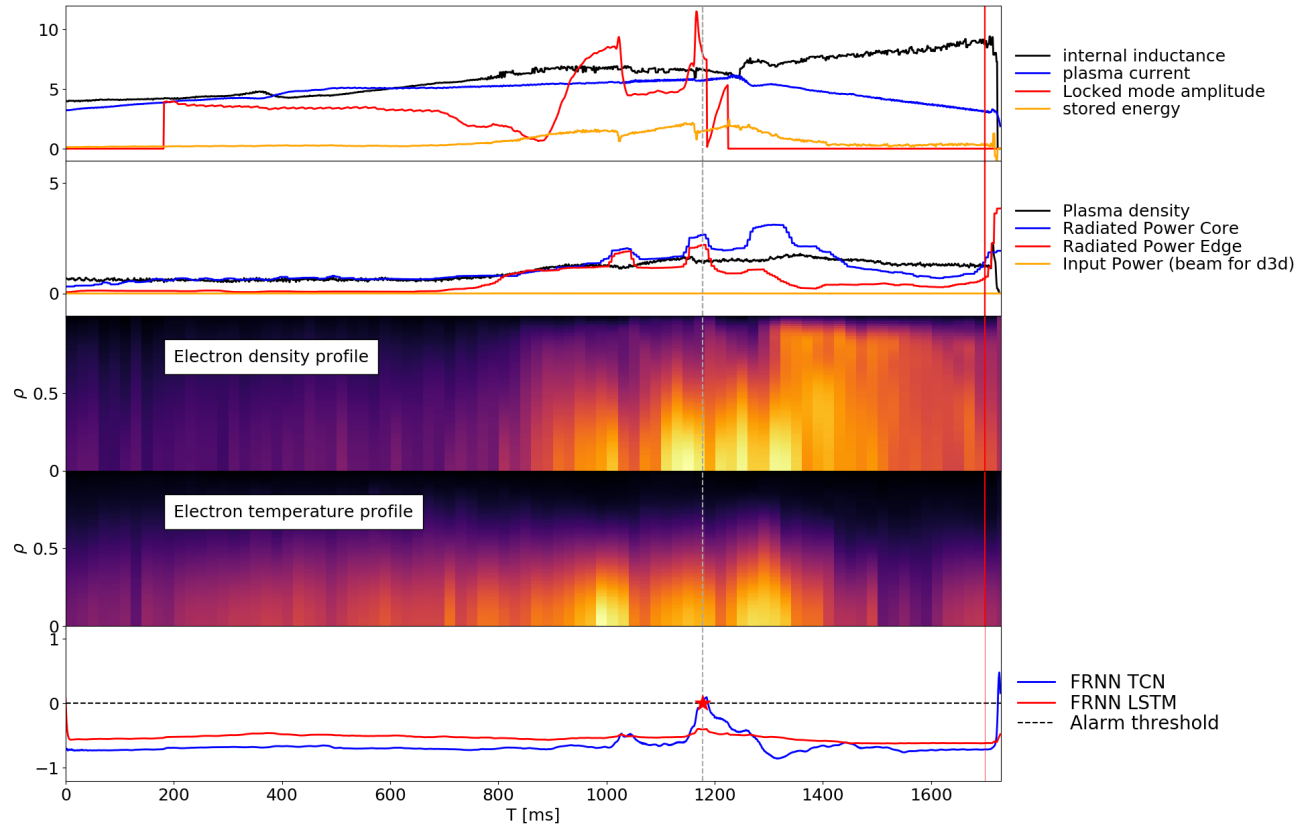 10
5
0
internal inductance
plasma current
Locked mode amplitude
stored energy
5
0
Plasma density
Radiated Power Core
Radiated Power Edge
Input Power (beam for d3d)
Electron density profile
ρ
0.5
0
Electron temperature profile
ρ
0.5
0
1
0
−1
FRNN TCN
FRNN LSTM
Alarm threshold
0 200 400 600 800 1000 1200 1400 1600
T [ms]